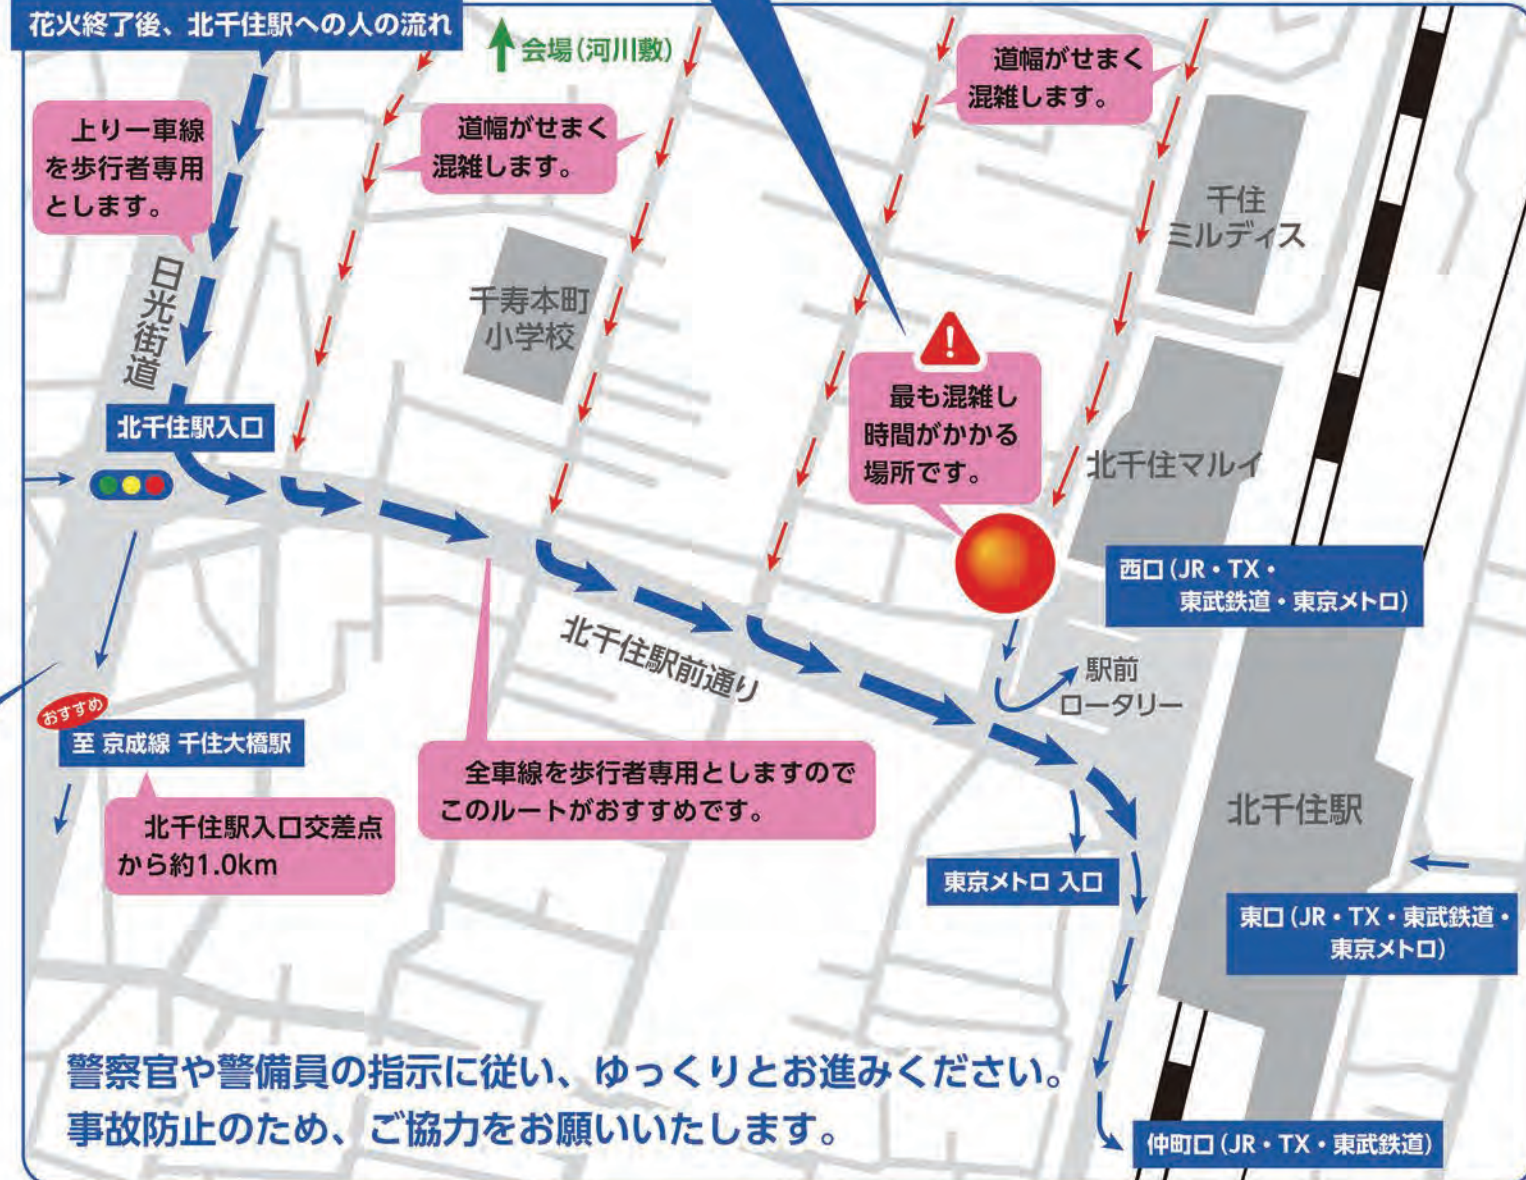 花火終了後、北千住駅への人の流れ
会場(河川敷)
道幅がせまく
混雑します。
上り一車線
を歩行者専用
とします。
道幅がせまく
混雑します。
千住
ミルディス
日光街道
千寿本町
小学校
!
最も混雑し
時間がかかる
場所です。
北千住駅入口
北千住マルイ
西口(JR・TX・
東武鉄道・東京メトロ)
北千住駅前通り
駅前
ロータリー
おすすめ
至 京成線 千住大橋駅
全車線を歩行者専用としますので
このルートがおすすめです。
北千住駅
北千住駅入口交差点
から約1.0km
東京メトロ 入口
東口(JR・TX・東武鉄道・
東京メトロ)
警察官や警備員の指示に従い、ゆっくりとお進みください。
事故防止のため、ご協力をお願いいたします。
仲町口(JR・TX・東武鉄道)